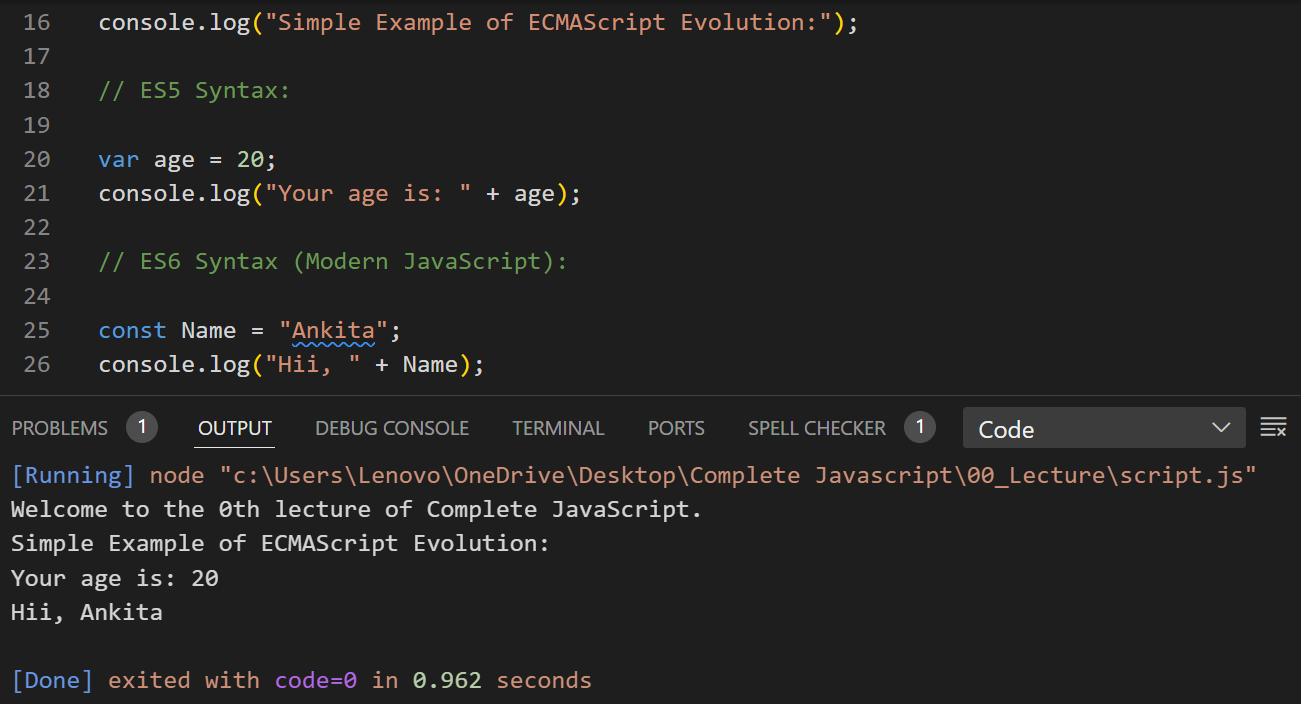 16 console.log("Simple Example of ECMAScript Evolution:");
17
18 // ES5 Syntax:
19
20 var age = 20;
21 console.log("Your age is: " + age);
22
23 // ES6 Syntax (Modern JavaScript):
24
25 const Name = "Ankita";
26 console.log("Hii, " + Name);
PROBLEMS 1 OUTPUT DEBUG CONSOLE TERMINAL PORTS SPELL CHECKER 1 Code
[Running] node "c:\Users\Lenovo\OneDrive\Desktop\Complete Javascript\00_Lecture\script.js"
Welcome to the 0th lecture of Complete JavaScript.
Simple Example of ECMAScript Evolution:
Your age is: 20
Hii, Ankita
[Done] exited with code=0 in 0.962 seconds